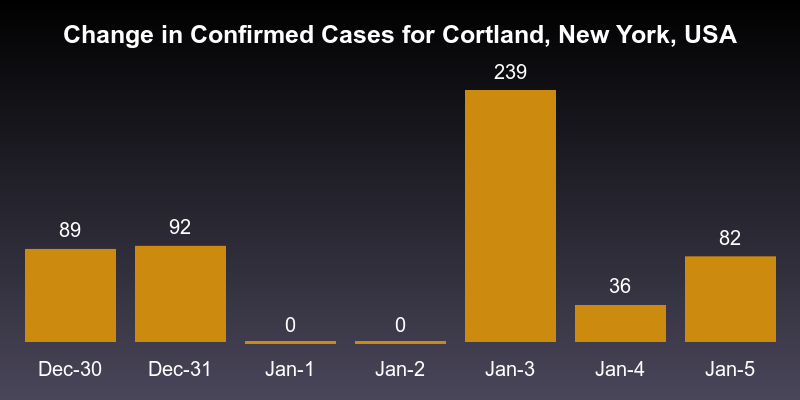 Change in Confirmed Cases for Cortland, New York, USA
239
89
92
0
0
36
82
Dec-30
Dec-31
Jan-1
Jan-2
Jan-3
Jan-4
Jan-5